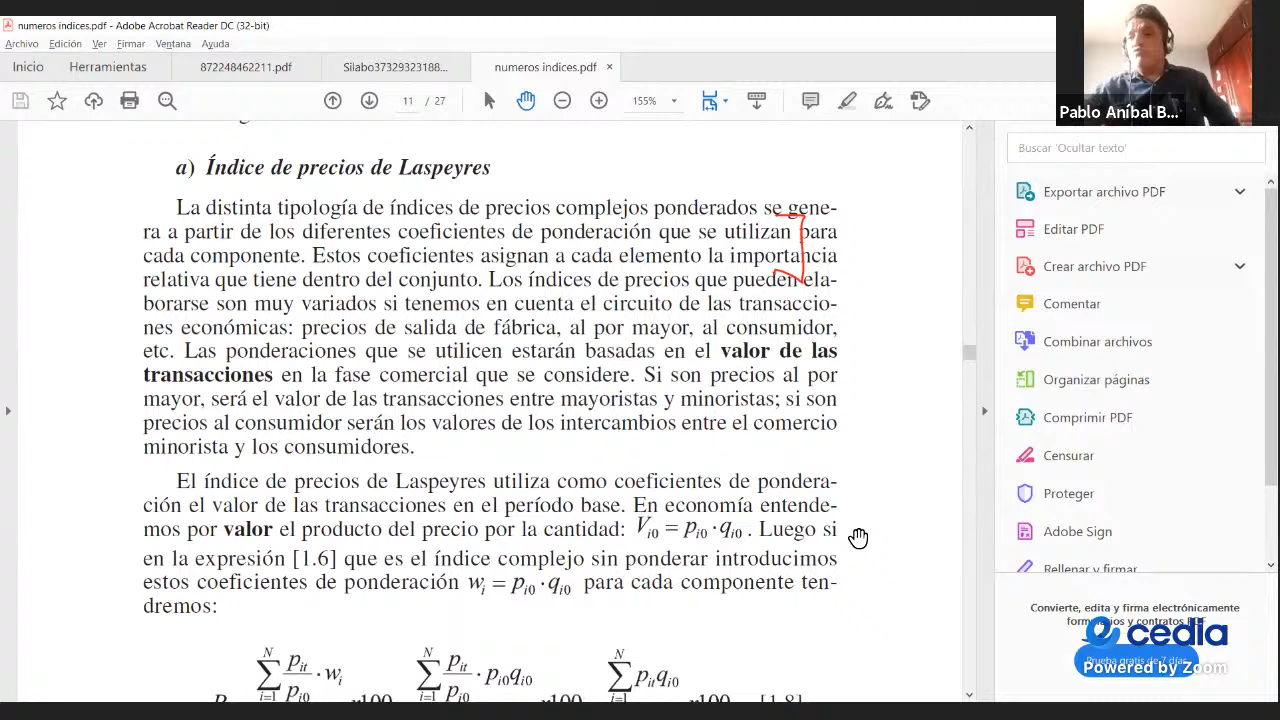 numeros indices.pdf - Adobe Acrobat Reader DC (32-bit)
Archivo Edición Ver Firmar Ventana Ayuda
Inicio Herramientas 872248462211.pdf Silabo37329323188... numeros indices.pdf ×
11 / 27 155%
Pablo Aníbal B...
a) Índice de precios de Laspeyres
La distinta tipología de índices de precios complejos ponderados se gene-
ra a partir de los diferentes coeficientes de ponderación que se utilizan para
cada componente. Estos coeficientes asignan a cada elemento la importancia
relativa que tiene dentro del conjunto. Los índices de precios que pueden ela-
borarse son muy variados si tenemos en cuenta el circuito de las transaccio-
nes económicas: precios de salida de fábrica, al por mayor, al consumidor,
etc. Las ponderaciones que se utilicen estarán basadas en el valor de las
transacciones en la fase comercial que se considere. Si son precios al por
mayor, será el valor de las transacciones entre mayoristas y minoristas; si son
precios al consumidor serán los valores de los intercambios entre el comercio
minorista y los consumidores.
El índice de precios de Laspeyres utiliza como coeficientes de pondera-
ción el valor de las transacciones en el período base. En economía entende-
mos por valor el producto del precio por la cantidad: V_{i0} = p_{i0} · q_{i0} . Luego si
en la expresión [1.6] que es el índice complejo sin ponderar introducimos
estos coeficientes de ponderación w_i = p_{i0} · q_{i0} para cada componente ten-
dremos:
Buscar 'Ocultar texto'
Exportar archivo PDF
Editar PDF
Crear archivo PDF
Comentar
Combinar archivos
Organizar páginas
Comprimir PDF
Censurar
Proteger
Adobe Sign
Rellenar y firmar
Convierte, edita y firma electrónicamente
contratos
cedia
Prueba gratis de 7 días
Powered by Zoom